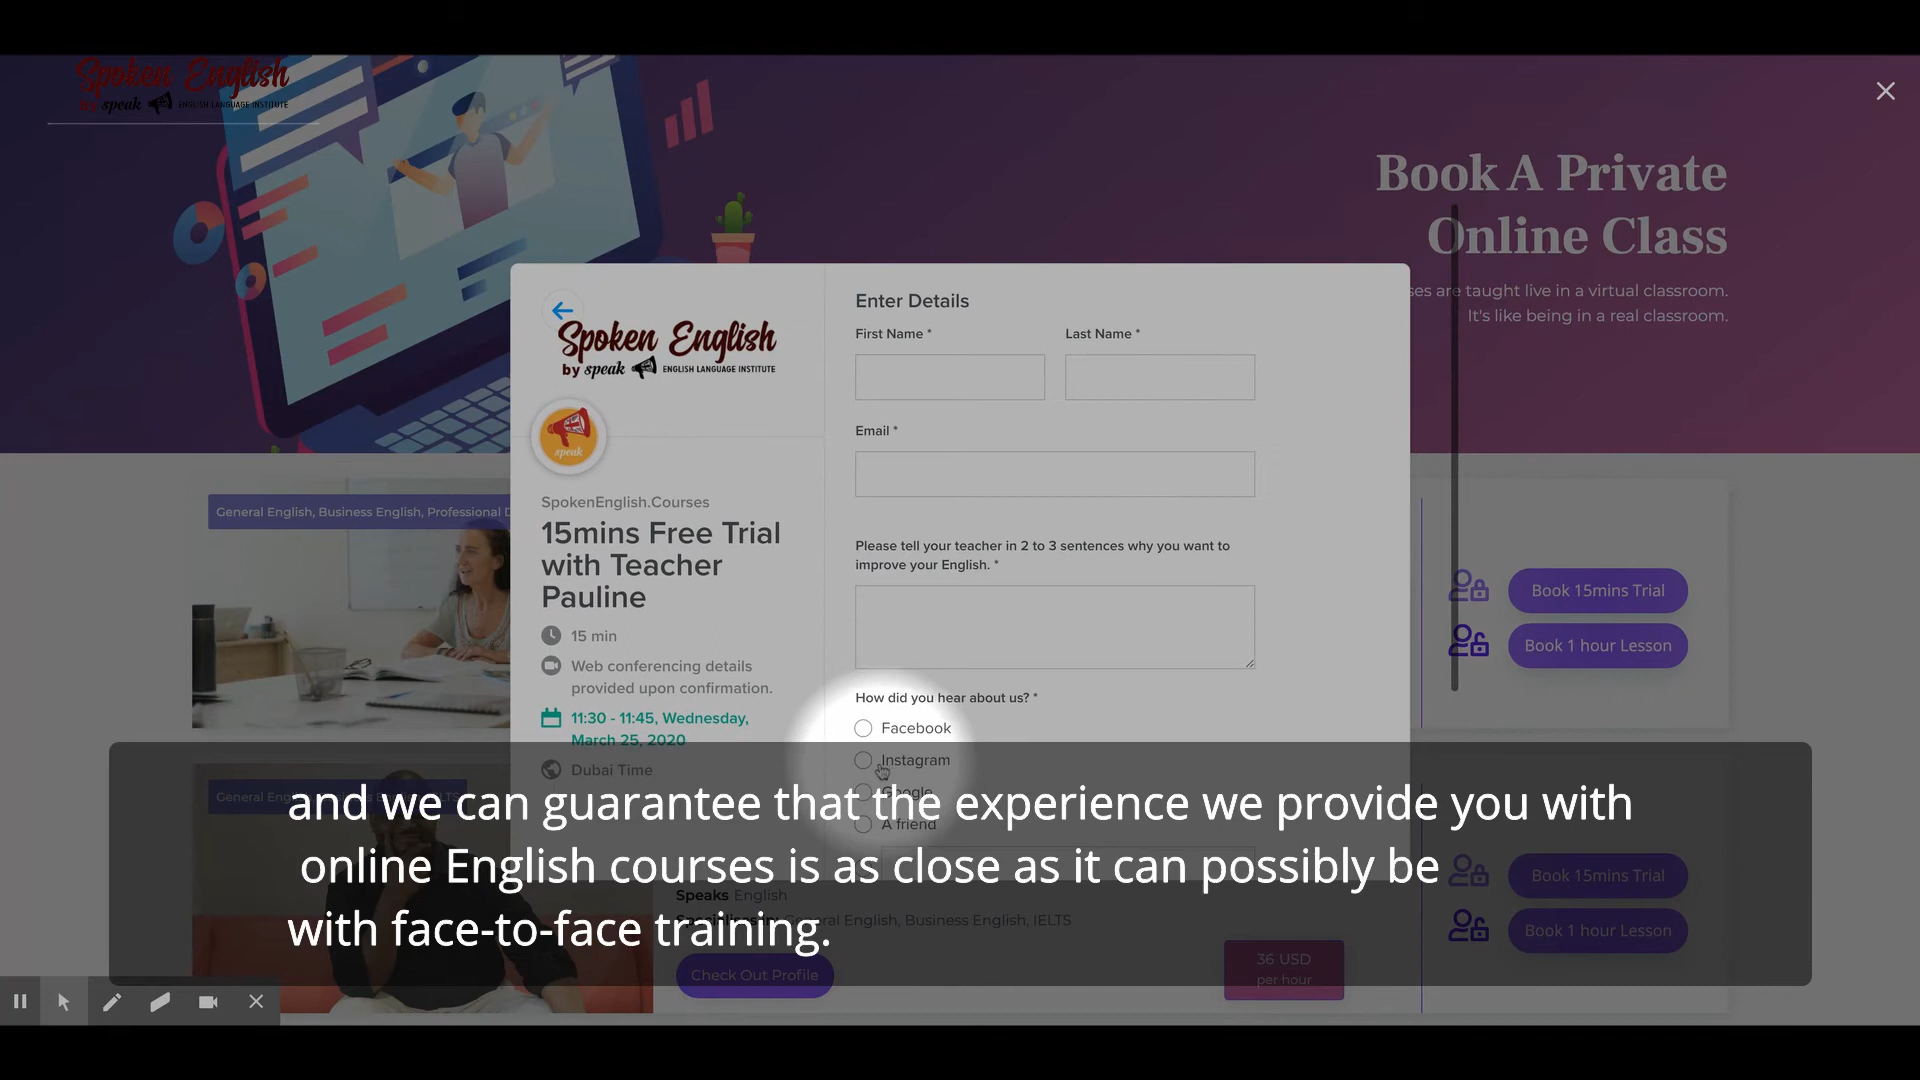 Spoken English
by speak ENGLISH LANGUAGE INSTITUTE
Book A Private
Online Class
ses are taught live in a virtual classroom.
It's like being in a real classroom.
Spoken English
by speak ENGLISH LANGUAGE INSTITUTE
speak
SpokenEnglish.Courses
15mins Free Trial
with Teacher
Pauline
15 min
Web conferencing details
provided upon confirmation.
11:30 - 11:45, Wednesday,
March 25, 2020
Dubai Time
Enter Details
First Name *
Last Name *
Email *
Please tell your teacher in 2 to 3 sentences why you want to
improve your English. *
How did you hear about us? *
Facebook
Instagram
Google
A friend
General English, Business English, Professional D
Book 15mins Trial
Book 1 hour Lesson
Speaks English
Specialises In: General English, Business English, IELTS
Check Out Profile
36 USD
per hour
Book 15mins Trial
Book 1 hour Lesson
and we can guarantee that the experience we provide you with
online English courses is as close as it can possibly be
with face-to-face training.